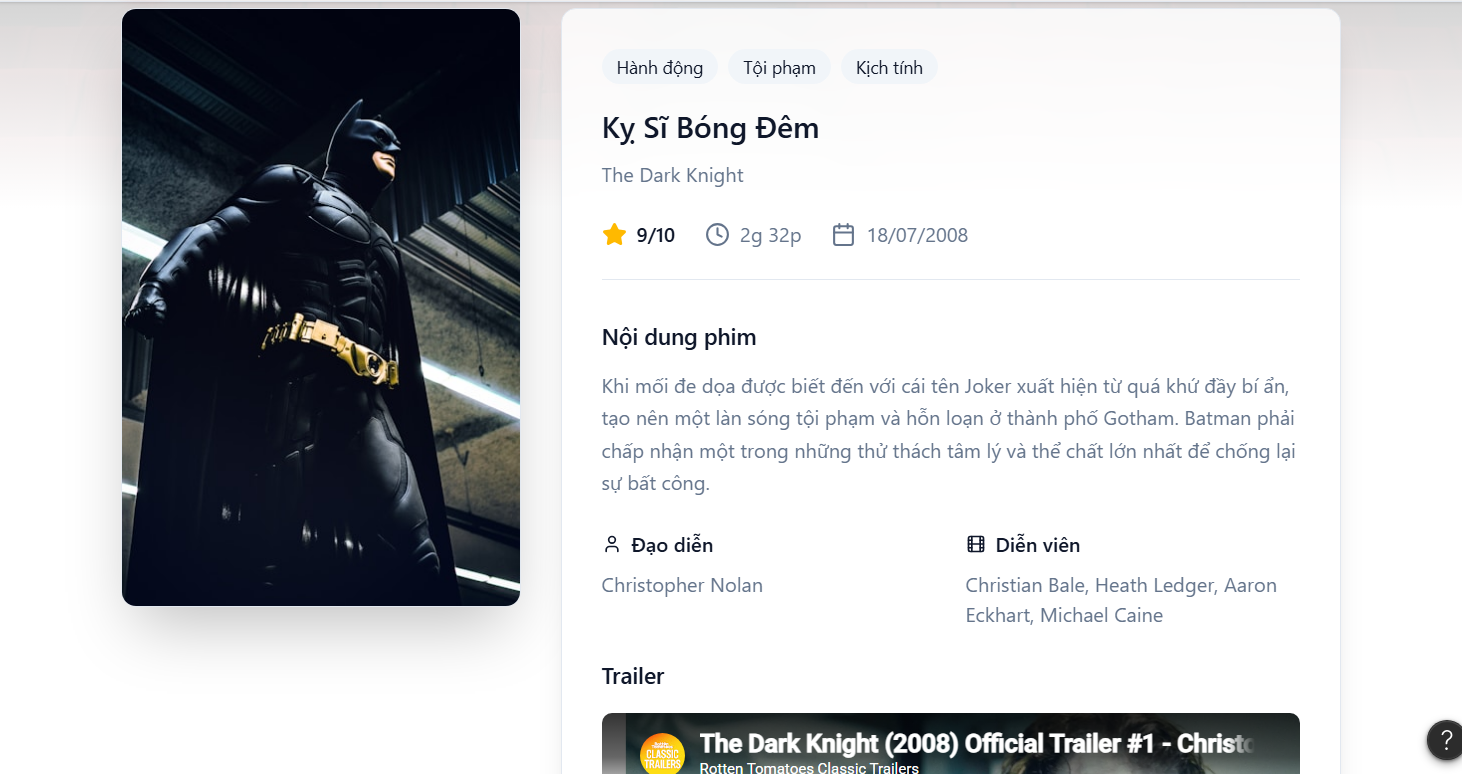 Hành động Tội phạm Kịch tính
Kỵ Sĩ Bóng Đêm
The Dark Knight
9/10 2g 32p 18/07/2008
Nội dung phim
Khi mối đe dọa được biết đến với cái tên Joker xuất hiện từ quá khứ đầy bí ẩn,
tạo nên một làn sóng tội phạm và hỗn loạn ở thành phố Gotham. Batman phải
chấp nhận một trong những thử thách tâm lý và thể chất lớn nhất để chống lại
sự bất công.
Đạo diễn
Christopher Nolan
Diễn viên
Christian Bale, Heath Ledger, Aaron
Eckhart, Michael Caine
Trailer
CLASSIC
TRAILERS
The Dark Knight (2008) Official Trailer #1 - Christo
Rotten Tomatoes Classic Trailers
?